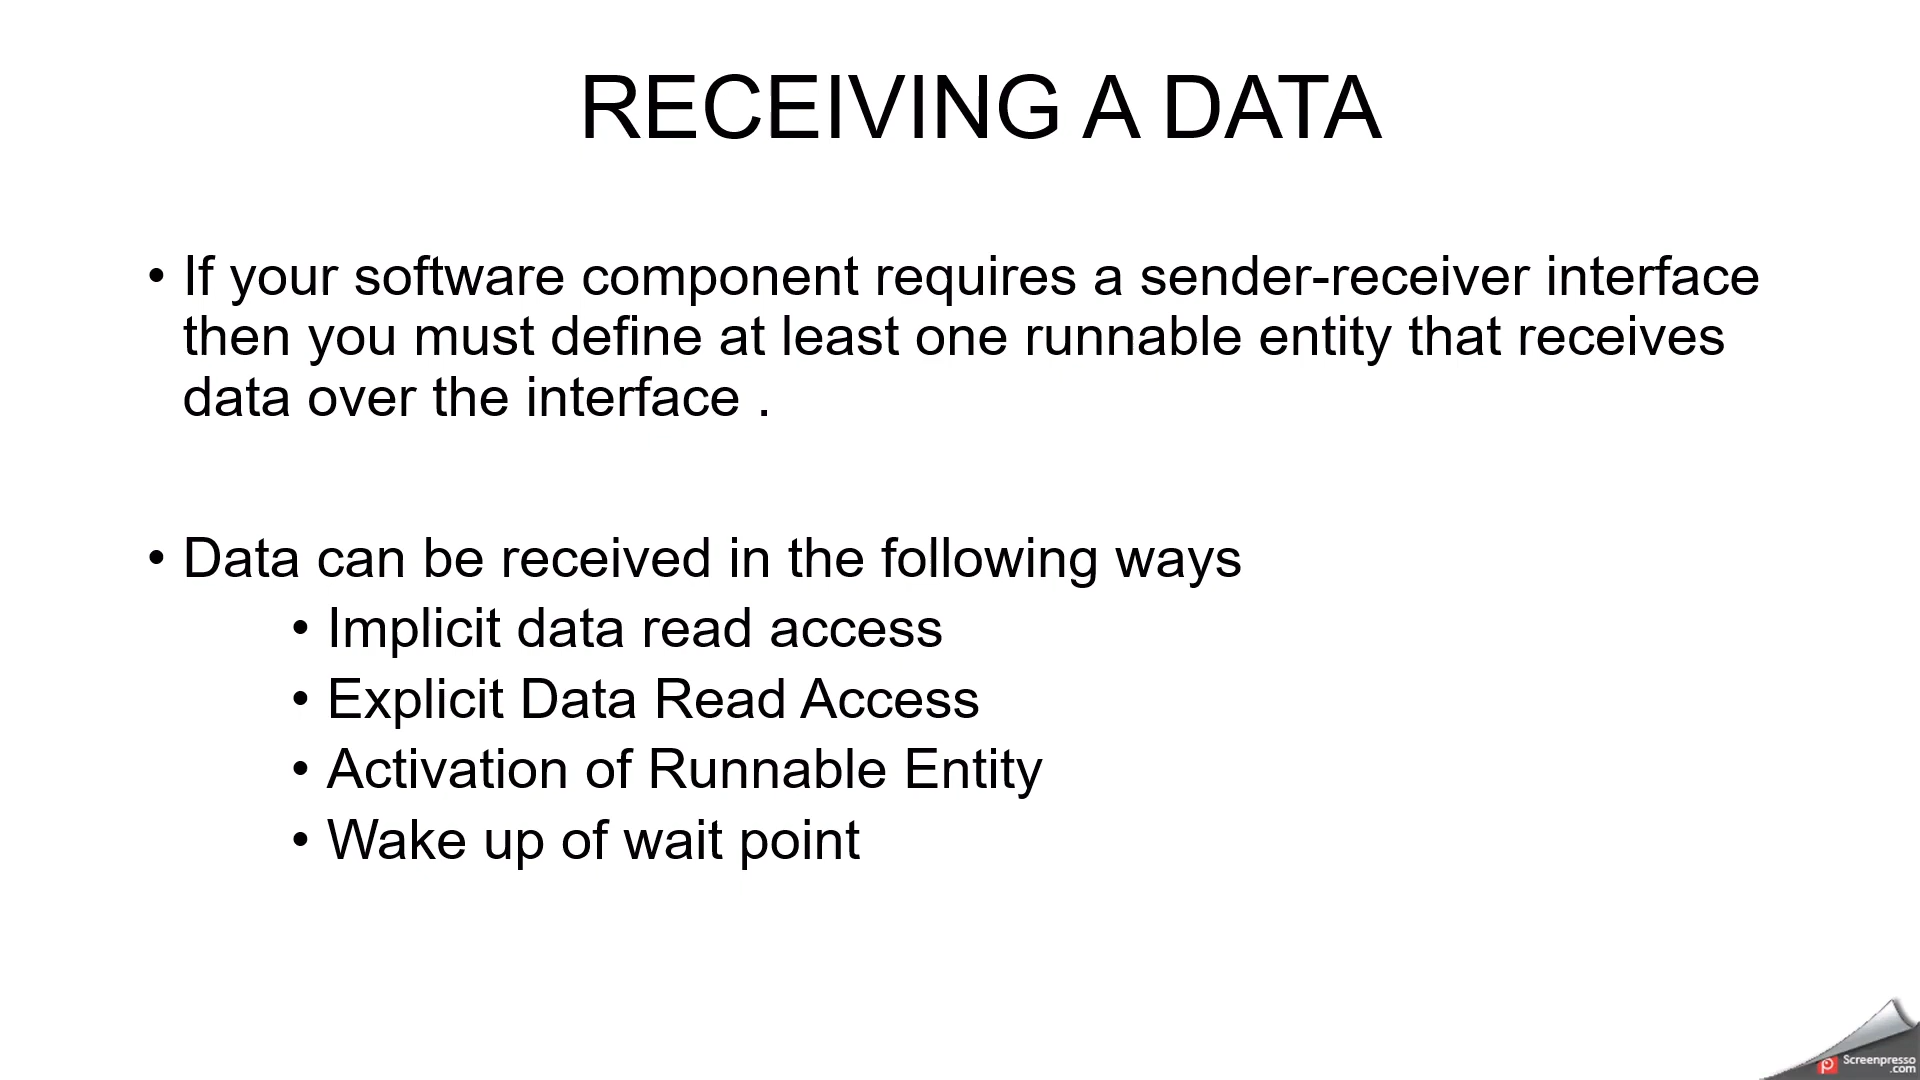 RECEIVING A DATA
• If your software component requires a sender-receiver interface
then you must define at least one runnable entity that receives
data over the interface .
• Data can be received in the following ways
• Implicit data read access
• Explicit Data Read Access
• Activation of Runnable Entity
• Wake up of wait point
Screenpresso
.com